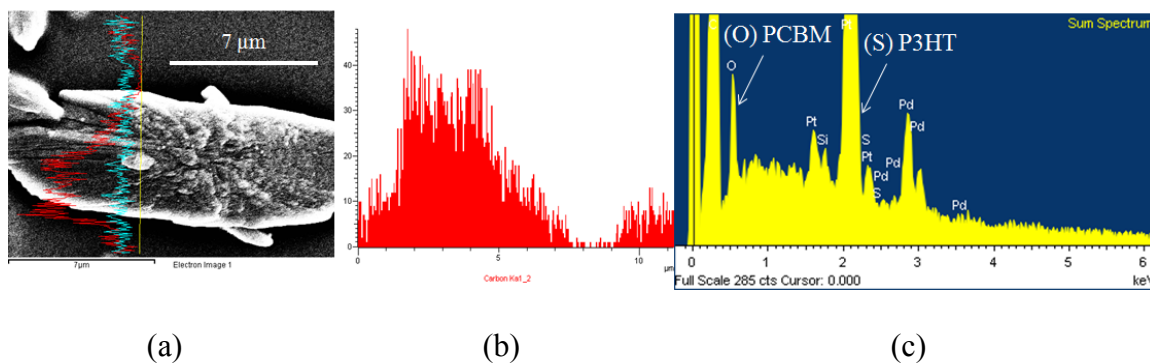 7 µm
7µm
Electron Image 1
(a)
40
30
20
10
0
0
5
10
µm
Carbon Ka1_2
(b)
Sum Spectrum
C
(O) PCBM
Pt
(S) P3HT
O
Pt
Si
S
Pt
Pd
S
Pd
Pd
Pd
Pd
0
1
2
3
4
5
6
Full Scale 285 cts Cursor: 0.000
keV
(c)